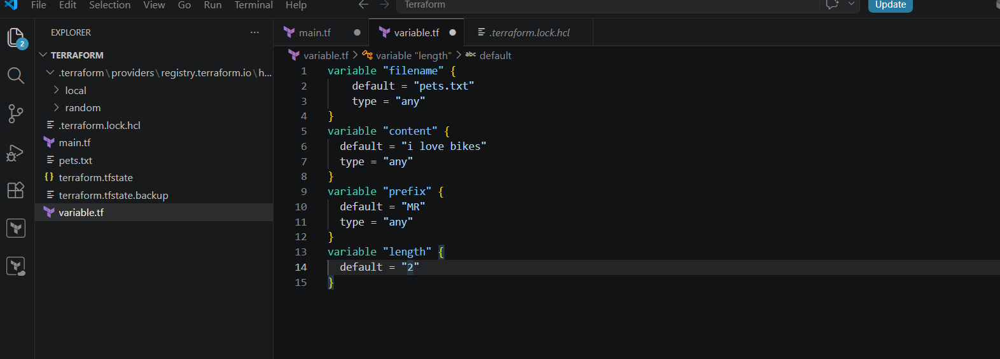 File Edit Selection View Go Run Terminal Help Terraform Update
EXPLORER ...
2
TERRAFORM
.terraform\providers\registry.terraform.io\h...
local
random
.terraform.lock.hcl
main.tf
pets.txt
{} terraform.tfstate
terraform.tfstate.backup
variable.tf
main.tf variable.tf .terraform.lock.hcl
variable.tf > variable "length" > abc default
1 variable "filename" {
2 default = "pets.txt"
3 type = "any"
4 }
5 variable "content" {
6 default = "i love bikes"
7 type = "any"
8 }
9 variable "prefix" {
10 default = "MR"
11 type = "any"
12 }
13 variable "length" {
14 default = "2"
15 }